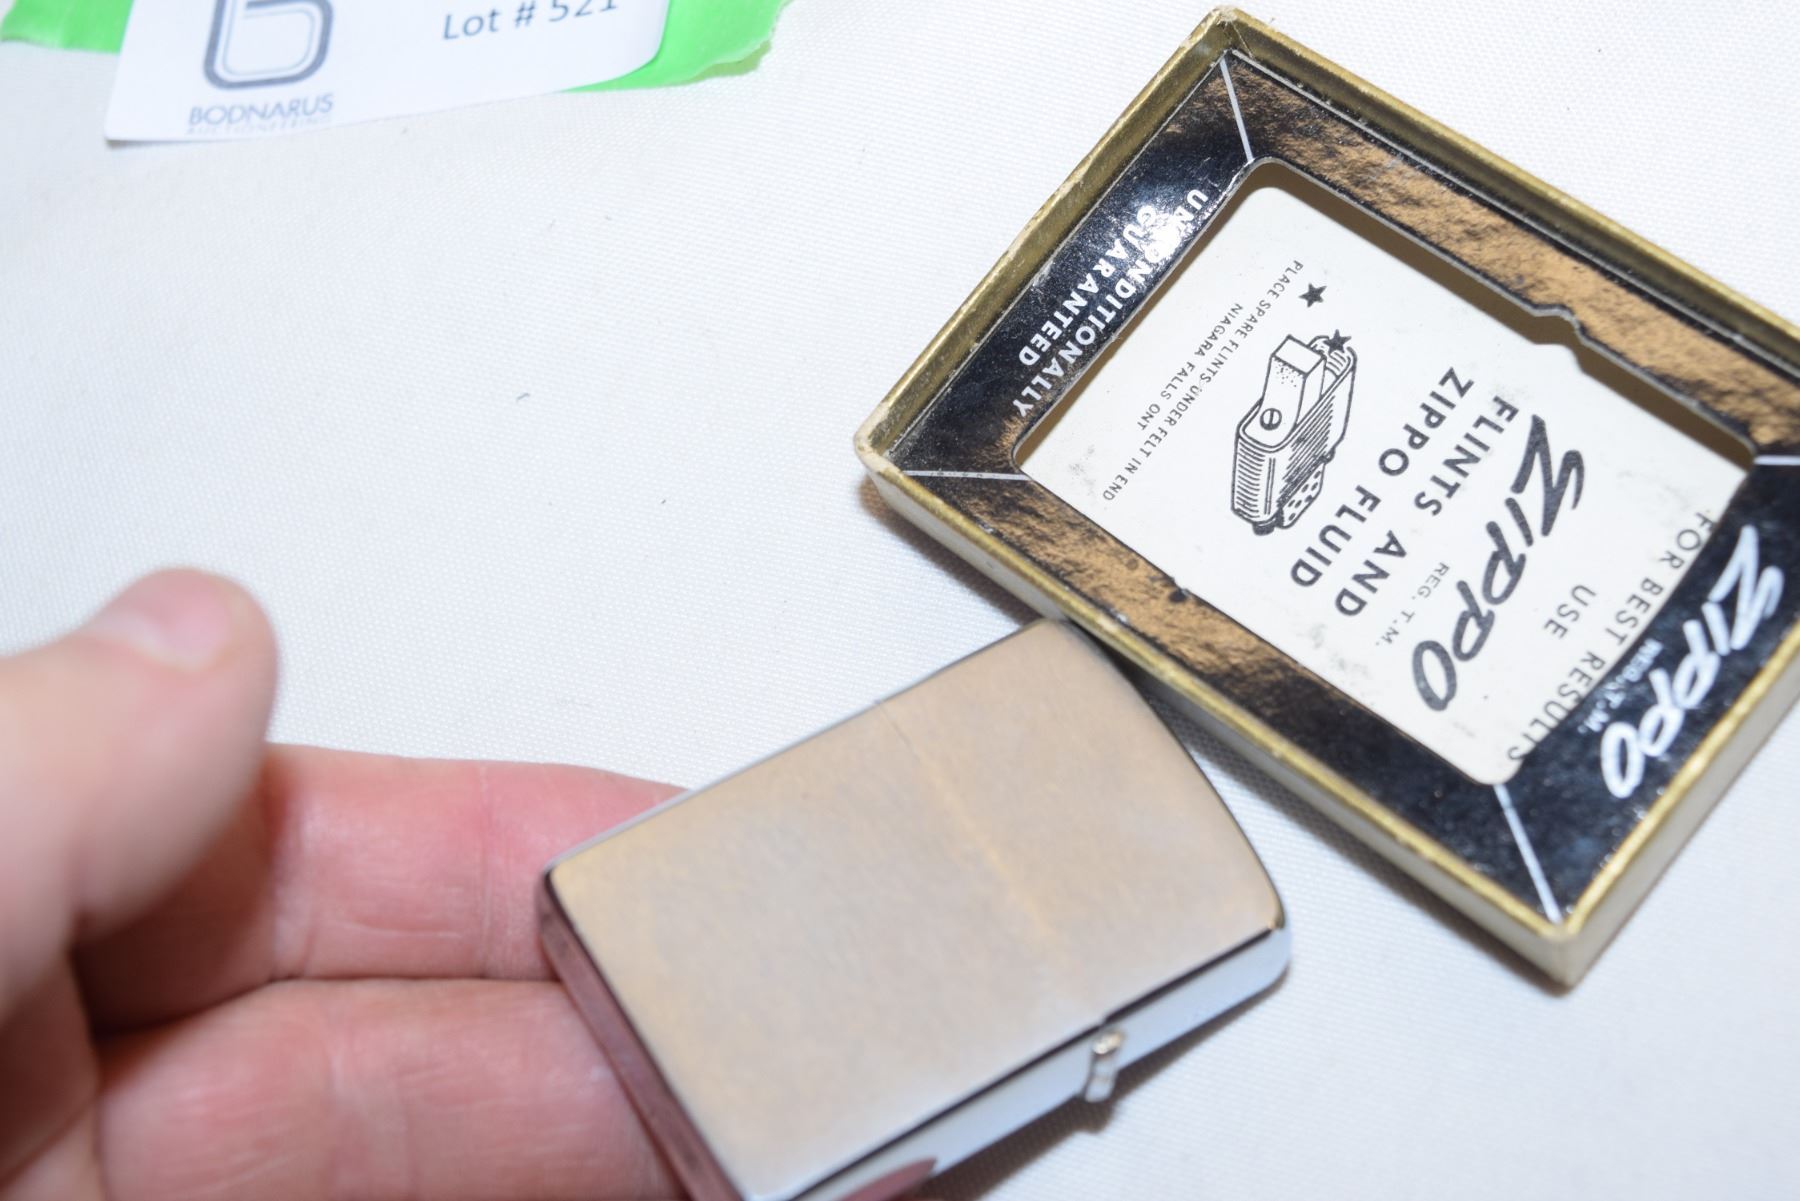 Lot # 521
BODNARUS
AUCTIONEERING
UNCONDITIONALLY
GUARANTEED
PLACE SPARE FLINTS UNDER FELT IN END
NIAGARA FALLS ONT
FOR BEST RESULTS
USE
ZIPPO
REG. T.M.
FLINTS AND
ZIPPO FLUID
ZIPPO
REG. T.M.